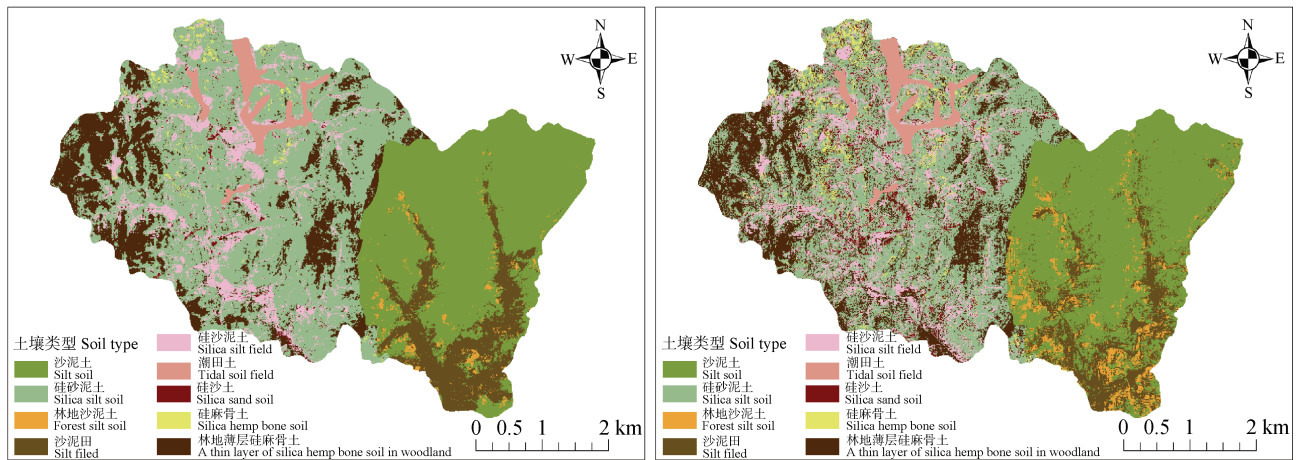 N
W E
S
土壤类型 Soil type
沙泥土
Silt soil
硅砂泥土
Silica silt soil
林地沙泥土
Forest silt soil
沙泥田
Silt filed
硅沙泥土
Silica silt field
潮田土
Tidal soil field
硅沙土
Silica sand soil
硅麻骨土
Silica hemp bone soil
林地薄层硅麻骨土
A thin layer of silica hemp bone soil in woodland
0 0.5 1 2 km
N
W E
S
土壤类型 Soil type
沙泥土
Silt soil
硅砂泥土
Silica silt soil
林地沙泥土
Forest silt soil
沙泥田
Silt filed
硅沙泥土
Silica silt field
潮田土
Tidal soil field
硅沙土
Silica sand soil
硅麻骨土
Silica hemp bone soil
林地薄层硅麻骨土
A thin layer of silica hemp bone soil in woodland
0 0.5 1 2 km